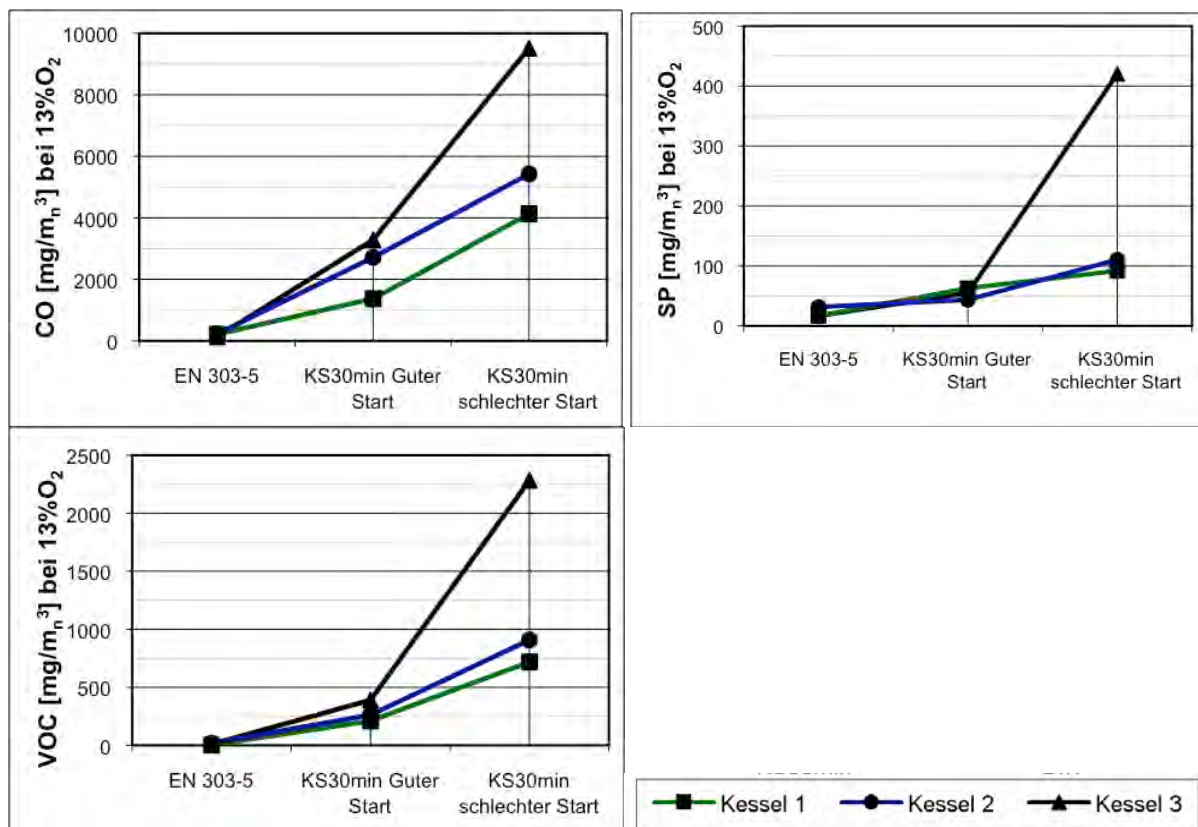 CO [mg/mn³] bei 13%O₂
10000
8000
6000
4000
2000
0
EN 303-5
KS30min Guter
Start
KS30min
schlechter Start
SP [mg/mn³] bei 13%O₂
500
400
300
200
100
0
EN 303-5
KS30min Guter
Start
KS30min
schlechter Start
VOC [mg/mn³] bei 13%O₂
2500
2000
1500
1000
500
0
EN 303-5
KS30min Guter
Start
KS30min
schlechter Start
Kessel 1
Kessel 2
Kessel 3